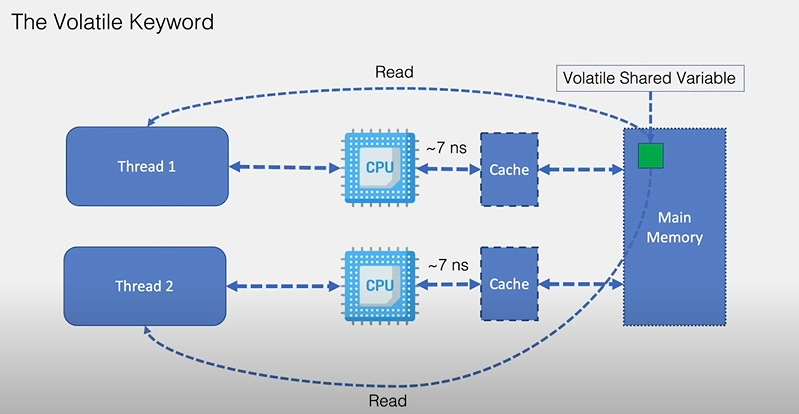 The Volatile Keyword
Read
Volatile Shared Variable
Thread 1
CPU
~7 ns
Cache
Main
Memory
Thread 2
CPU
~7 ns
Cache
Read